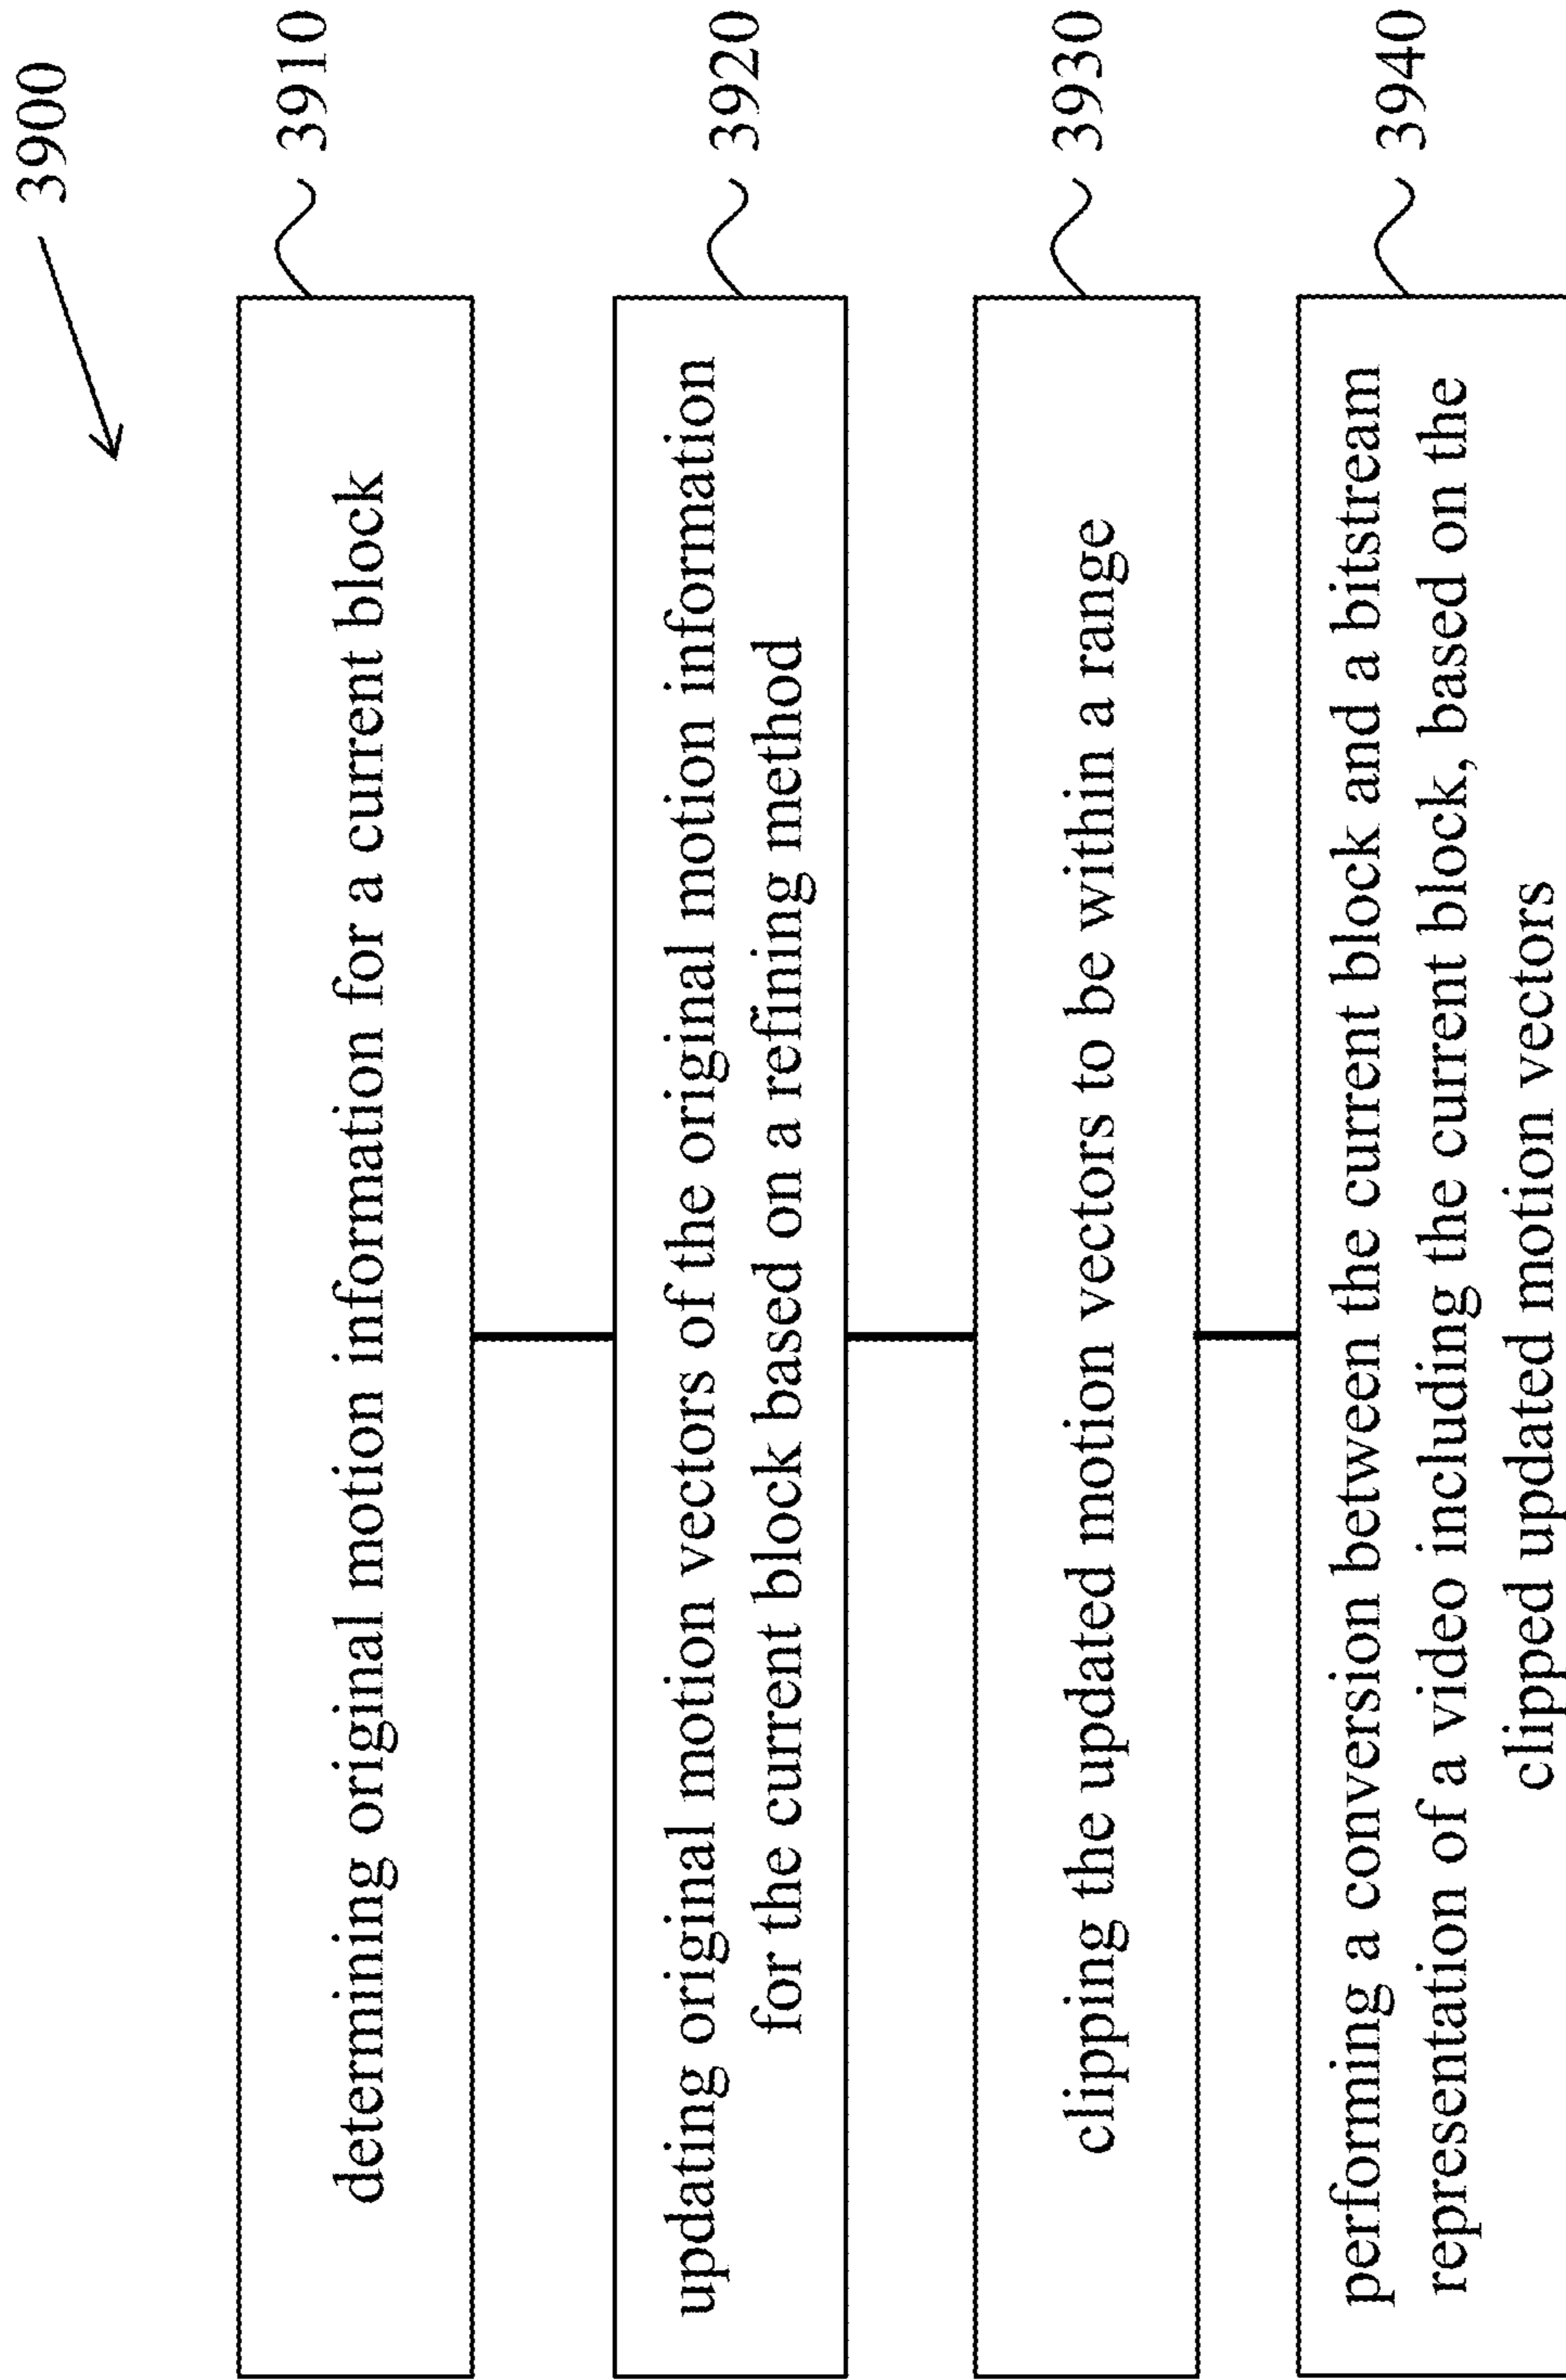 3900
determining original motion information for a current block
3910
updating original motion vectors of the original motion information
for the current block based on a refining method
3920
clipping the updated motion vectors to be within a range
3930
performing a conversion between the current block and a bitstream
representation of a video including the current block, based on the
clipped updated motion vectors
3940